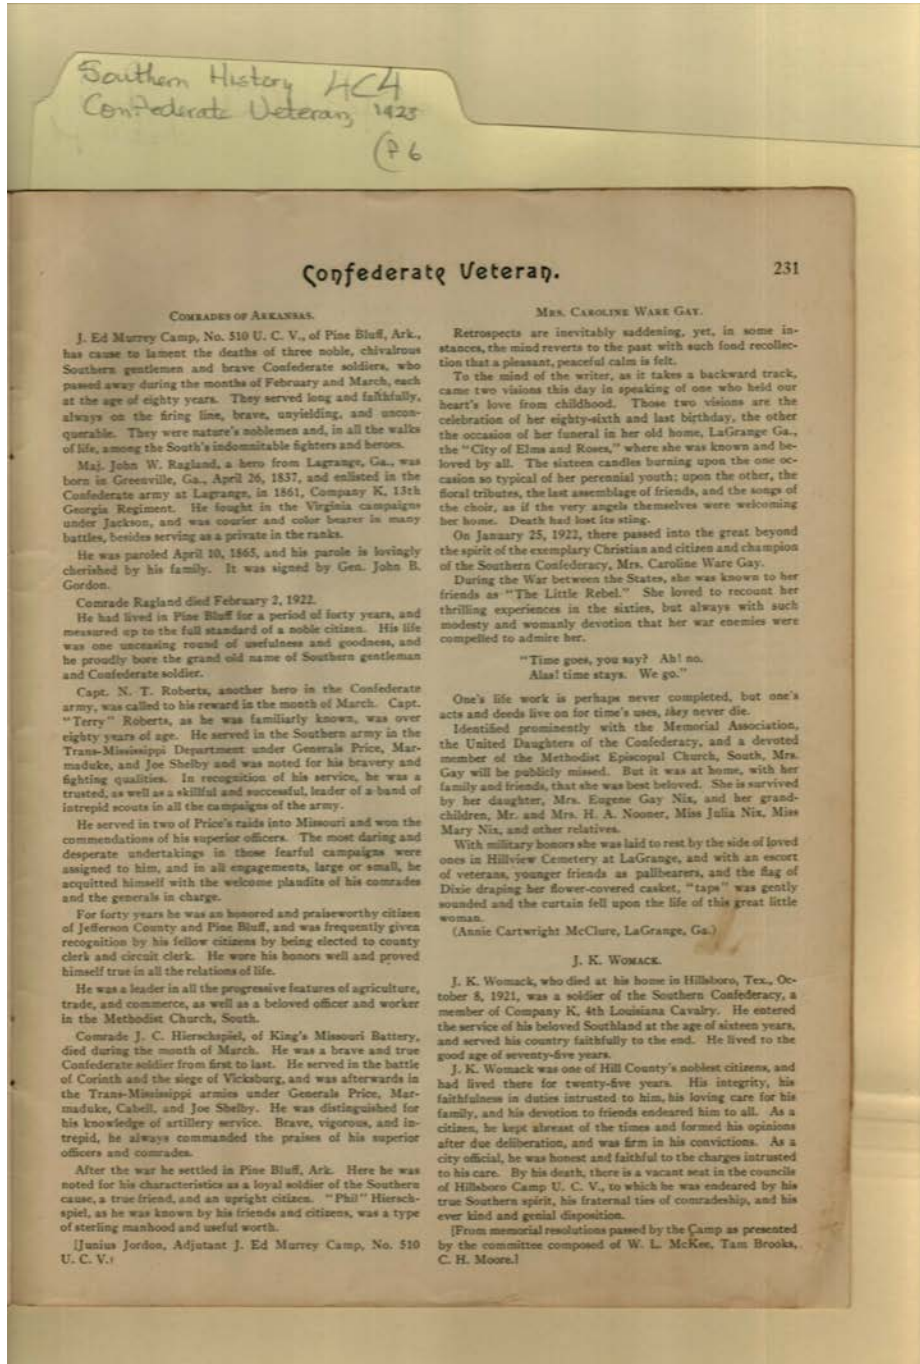 Southern History 4C4
Confederate Veteran, 1923
(P 6
Confederate Veteran.
231
COMRADES OF ARKANSAS.
J. Ed Murrey Camp, No. 510 U. C. V., of Pine Bluff, Ark.,
has cause to lament the deaths of three noble, chivalrous
Southern gentlemen and brave Confederate soldiers, who
passed away during the months of February and March, each
at the age of eighty years. They served long and faithfully,
always on the firing line, brave, unyielding, and uncon-
querable. They were nature's noblemen and, in all the walks
of life, among the South's indomnitable fighters and heroes.
Maj. John W. Ragland, a hero from Lagrange, Ga., was
born in Greenville, Ga., April 26, 1837, and enlisted in the
Confederate army at Lagrange, in 1861, Company K, 13th
Georgia Regiment. He fought in the Virginia campaigns
under Jackson, and was courier and color bearer in many
battles, besides serving as a private in the ranks.
He was paroled April 10, 1865, and his parole is lovingly
cherished by his family. It was signed by Gen. John B.
Gordon.
Comrade Ragland died February 2, 1922.
He had lived in Pine Bluff for a period of forty years, and
measured up to the full standard of a noble citizen. His life
was one unceasing round of usefulness and goodness, and
he proudly bore the grand old name of Southern gentleman
and Confederate soldier.
Capt. N. T. Roberts, another hero in the Confederate
army, was called to his reward in the month of March. Capt.
"Terry" Roberts, as he was familiarly known, was over
eighty years of age. He served in the Southern army in the
Trans-Mississippi Department under Generals Price, Mar-
maduke, and Joe Shelby and was noted for his bravery and
fighting qualities. In recognition of his service, he was a
trusted, as well as a skillful and successful, leader of a band of
intrepid scouts in all the campaigns of the army.
He served in two of Price's raids into Missouri and won the
commendations of his superior officers. The most daring and
desperate undertakings in those fearful campaigns were
assigned to him, and in all engagements, large or small, he
acquitted himself with the welcome plaudits of his comrades
and the generals in charge.
For forty years he was an honored and praiseworthy citizen
of Jefferson County and Pine Bluff, and was frequently given
recognition by his fellow citizens by being elected to county
clerk and circuit clerk. He wore his honors well and proved
himself true in all the relations of life.
He was a leader in all the progressive features of agriculture,
trade, and commerce, as well as a beloved officer and worker
in the Methodist Church, South.
Comrade J. C. Hierschspiel, of King's Missouri Battery,
died during the month of March. He was a brave and true
Confederate soldier from first to last. He served in the battle
of Corinth and the siege of Vicksburg, and was afterwards in
the Trans-Mississippi armies under Generals Price, Mar-
maduke, Cabell, and Joe Shelby. He was distinguished for
his knowledge of artillery service. Brave, vigorous, and in-
trepid, he always commanded the praises of his superior
officers and comrades.
After the war he settled in Pine Bluff, Ark. Here he was
noted for his characteristics as a loyal soldier of the Southern
cause, a true friend, and an upright citizen. "Phil" Hiersch-
spiel, as he was known by his friends and citizens, was a type
of sterling manhood and useful worth.
[Junius Jordon, Adjutant J. Ed Murrey Camp, No. 510
U. C. V.]
MRS. CAROLINE WARE GAY.
Retrospects are inevitably saddening, yet, in some in-
stances, the mind reverts to the past with such fond recollec-
tion that a pleasant, peaceful calm is felt.
To the mind of the writer, as it takes a backward track,
came two visions this day in speaking of one who held our
heart's love from childhood. Those two visions are the
celebration of her eighty-sixth and last birthday, the other
the occasion of her funeral in her old home, LaGrange Ga.,
the "City of Elms and Roses," where she was known and be-
loved by all. The sixteen candles burning upon the one oc-
casion so typical of her perennial youth; upon the other, the
floral tributes, the last assemblage of friends, and the songs of
the choir, as if the very angels themselves were welcoming
her home. Death had lost its sting.
On January 25, 1922, there passed into the great beyond
the spirit of the exemplary Christian and citizen and champion
of the Southern Confederacy, Mrs. Caroline Ware Gay.
During the War between the States, she was known to her
friends as "The Little Rebel." She loved to recount her
thrilling experiences in the sixties, but always with such
modesty and womanly devotion that her war enemies were
compelled to admire her.
"Time goes, you say? Ah! no.
Alas! time stays. We go."
One's life work is perhaps never completed, but one's
acts and deeds live on for time's uses, they never die.
Identified prominently with the Memorial Association,
the United Daughters of the Confederacy, and a devoted
member of the Methodist Episcopal Church, South, Mrs.
Gay will be publicly missed. But it was at home, with her
family and friends, that she was best beloved. She is survived
by her daughter, Mrs. Eugene Gay Nix, and her grand-
children, Mr. and Mrs. H. A. Nooner, Miss Julia Nix, Miss
Mary Nix, and other relatives.
With military honors she was laid to rest by the side of loved
ones in Hillview Cemetery at LaGrange, and with an escort
of veterans, younger friends as pallbearers, and the flag of
Dixie draping her flower-covered casket, "taps" was gently
sounded and the curtain fell upon the life of this great little
woman.
(Annie Cartwright McClure, LaGrange, Ga.)
J. K. WOMACK.
J. K. Womack, who died at his home in Hillsboro, Tex., Oc-
tober 8, 1921, was a soldier of the Southern Confederacy, a
member of Company K, 4th Louisiana Cavalry. He entered
the service of his beloved Southland at the age of sixteen years,
and served his country faithfully to the end. He lived to the
good age of seventy-five years.
J. K. Womack was one of Hill County's noblest citizens, and
had lived there for twenty-five years. His integrity, his
faithfulness in duties intrusted to him, his loving care for his
family, and his devotion to friends endeared him to all. As a
citizen, he kept abreast of the times and formed his opinions
after due deliberation, and was firm in his convictions. As a
city official, he was honest and faithful to the charges intrusted
to his care. By his death, there is a vacant seat in the councils
of Hillsboro Camp U. C. V., to which he was endeared by his
true Southern spirit, his fraternal ties of comradeship, and his
ever kind and genial disposition.
[From memorial resolutions passed by the Camp as presented
by the committee composed of W. L. McKee, Tam Brooks,
C. H. Moore.]